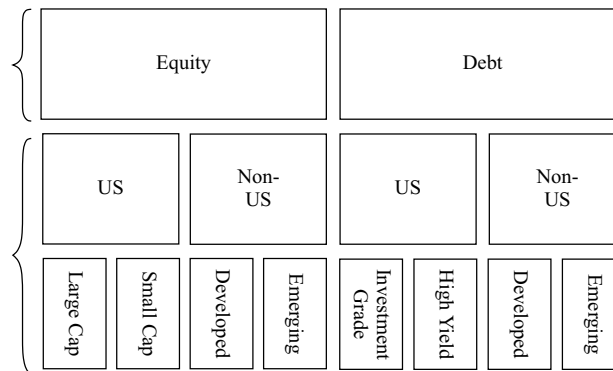 Equity
Debt
US
Non-
US
US
Non-
US
Large Cap
Small Cap
Developed
Emerging
Investment
Grade
High Yield
Developed
Emerging